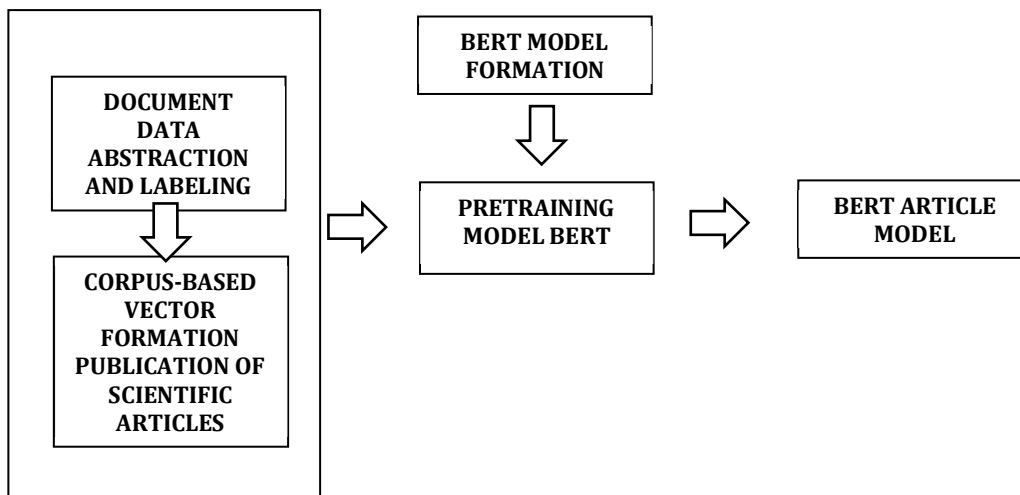 DOCUMENT
DATA
ABSTRACTION
AND LABELING
CORPUS-BASED
VECTOR
FORMATION
PUBLICATION OF
SCIENTIFIC
ARTICLES
BERT MODEL
FORMATION
PRETRAINING
MODEL BERT
BERT ARTICLE
MODEL